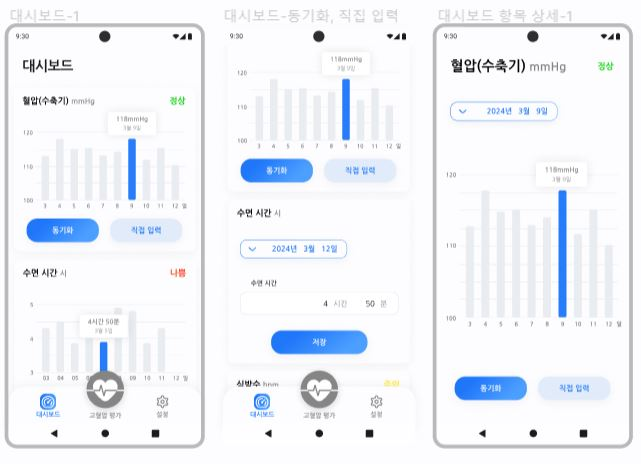 대시보드-1
9:30
대시보드
혈압(수축기) mmHg
정상
118mmHg
3월 9일
120
110
100
3 4 5 6 7 8 9 10 11 12 일
동기화
직접 입력
수면 시간 시
나쁨
5
4시간 50분
4
3
03 04 05 09 10 11 12 일
대시보드
고혈압 평가
설정
대시보드-동기화, 직접 입력
9:30
118mmHg
3월 9일
120
110
100
3 4 5 6 7 8 9 10 11 12 일
동기화
직접 입력
수면 시간 시
2024년 3월 12일
수면 시간
4 시간 50 분
저장
심박수 bpm
대시보드
고혈압 평가
설정
대시보드 항목 상세-1
9:30
혈압(수축기) mmHg
정상
2024년 3월 9일
118mmHg
3월 9일
120
110
100
3 4 5 6 7 8 9 10 11 12 일
동기화
직접 입력